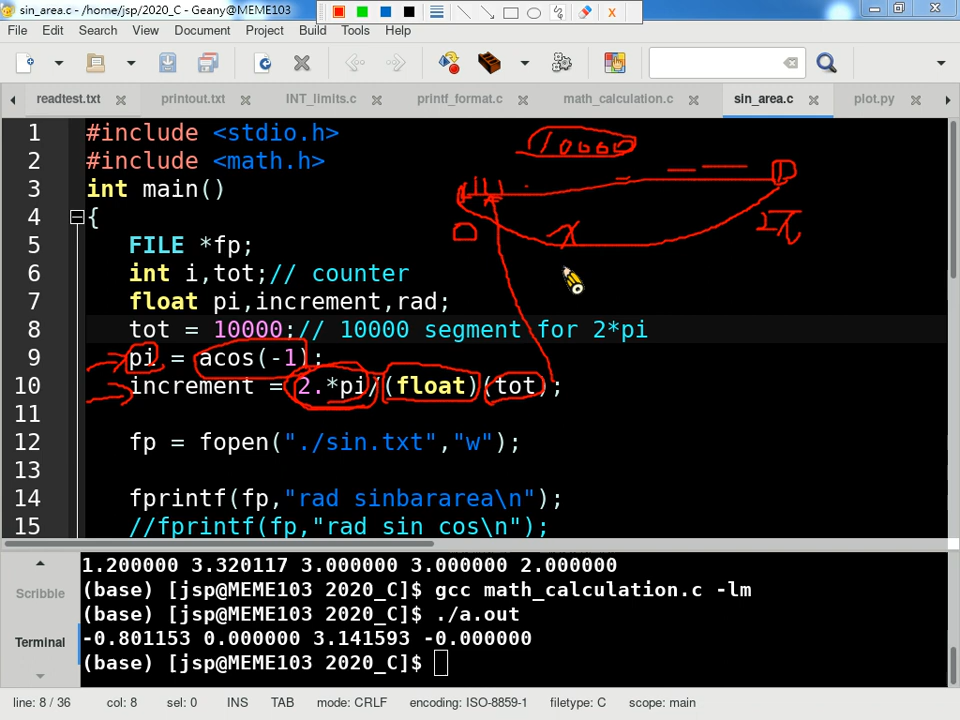 sin_area.c - /home/jsp/2020_C - Geany@MEME103
File Edit Search View Document Project Build Tools Help
readtest.txt printout.txt INT_limits.c printf_format.c math_calculation.c sin_area.c plot.py
1 #include <stdio.h>
2 #include <math.h>
3 int main()
4 {
5 FILE *fp;
6 int i,tot;// counter
7 float pi,increment,rad;
8 tot = 10000;// 10000 segment for 2*pi
9 pi = acos(-1);
10 increment = 2.*pi/(float)(tot);
11
12 fp = fopen("./sin.txt","w");
13
14 fprintf(fp,"rad sinbararea\n");
15 //fprintf(fp,"rad sin cos\n");
10000
0
2π
Scribble
Terminal
1.200000 3.320117 3.000000 3.000000 2.000000
(base) [jsp@MEME103 2020_C]$ gcc math_calculation.c -lm
(base) [jsp@MEME103 2020_C]$ ./a.out
-0.801153 0.000000 3.141593 -0.000000
(base) [jsp@MEME103 2020_C]$
line: 8 / 36 col: 8 sel: 0 INS TAB mode: CRLF encoding: ISO-8859-1 filetype: C scope: main